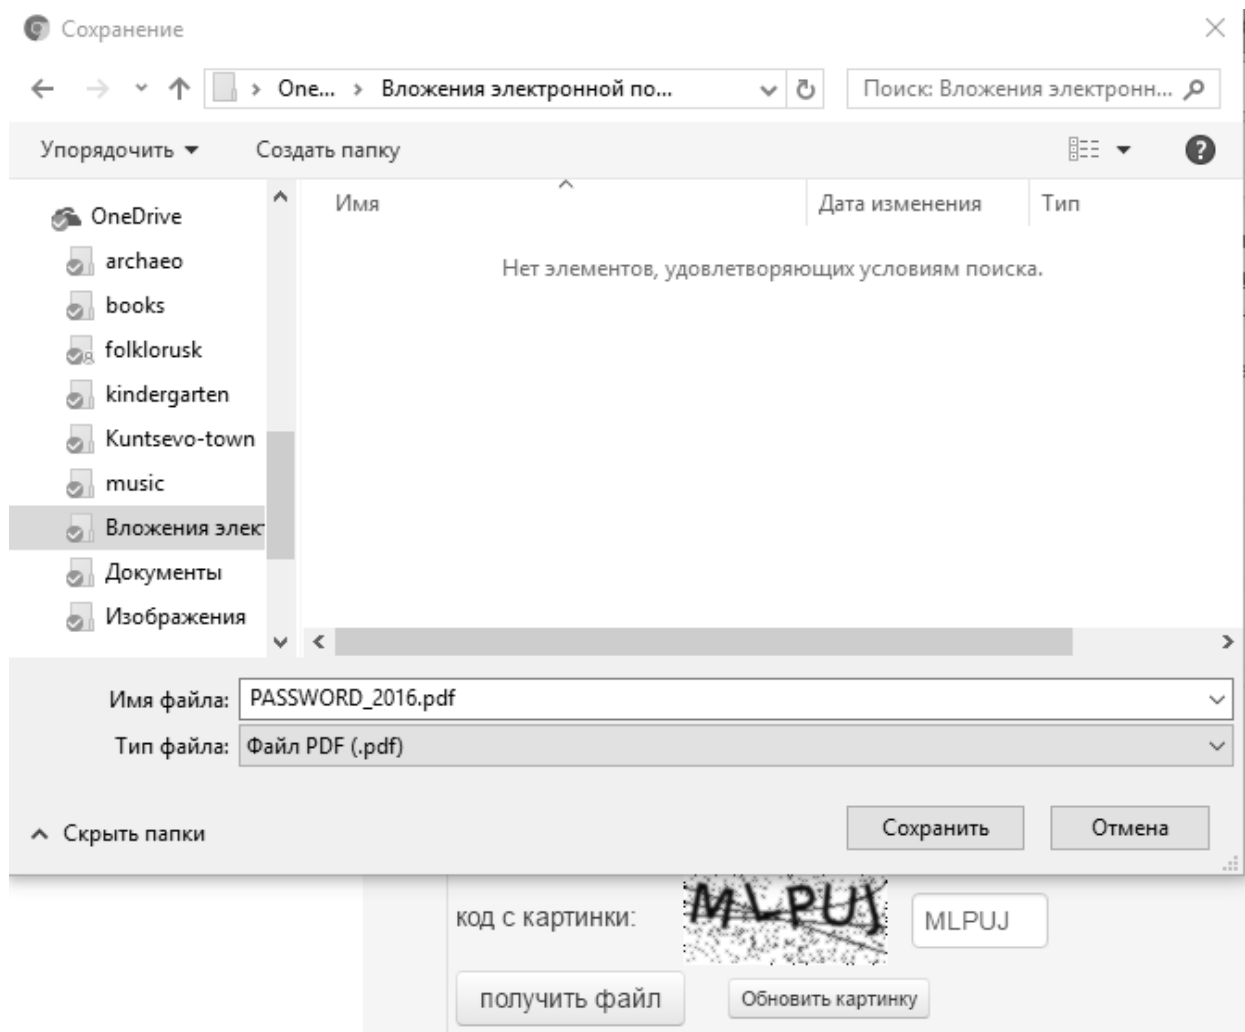 Сохранение
One... Вложения электронной по... Поиск: Вложения электронн...
Упорядочить Создать папку
Имя Дата изменения Тип
Нет элементов, удовлетворяющих условиям поиска.
OneDrive
archaeo
books
folklorusk
kindergarten
Kuntsevo-town
music
Вложения элек
Документы
Изображения
Имя файла: PASSWORD_2016.pdf
Тип файла: Файл PDF (.pdf)
Скрыть папки Сохранить Отмена
код с картинки: MLPUJ MLPUJ
получить файл Обновить картинку